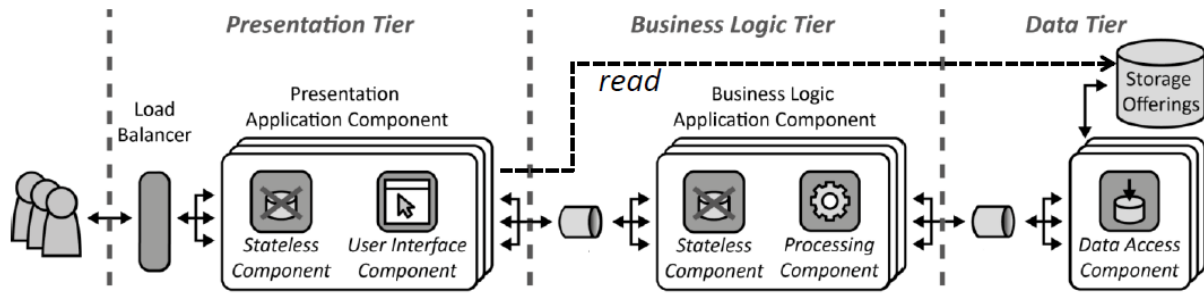 Presentation Tier
Business Logic Tier
Data Tier
read
Storage
Offerings
Load
Balancer
Presentation
Application Component
Business Logic
Application Component
Stateless
Component
User Interface
Component
Stateless
Component
Processing
Component
Data Access
Component